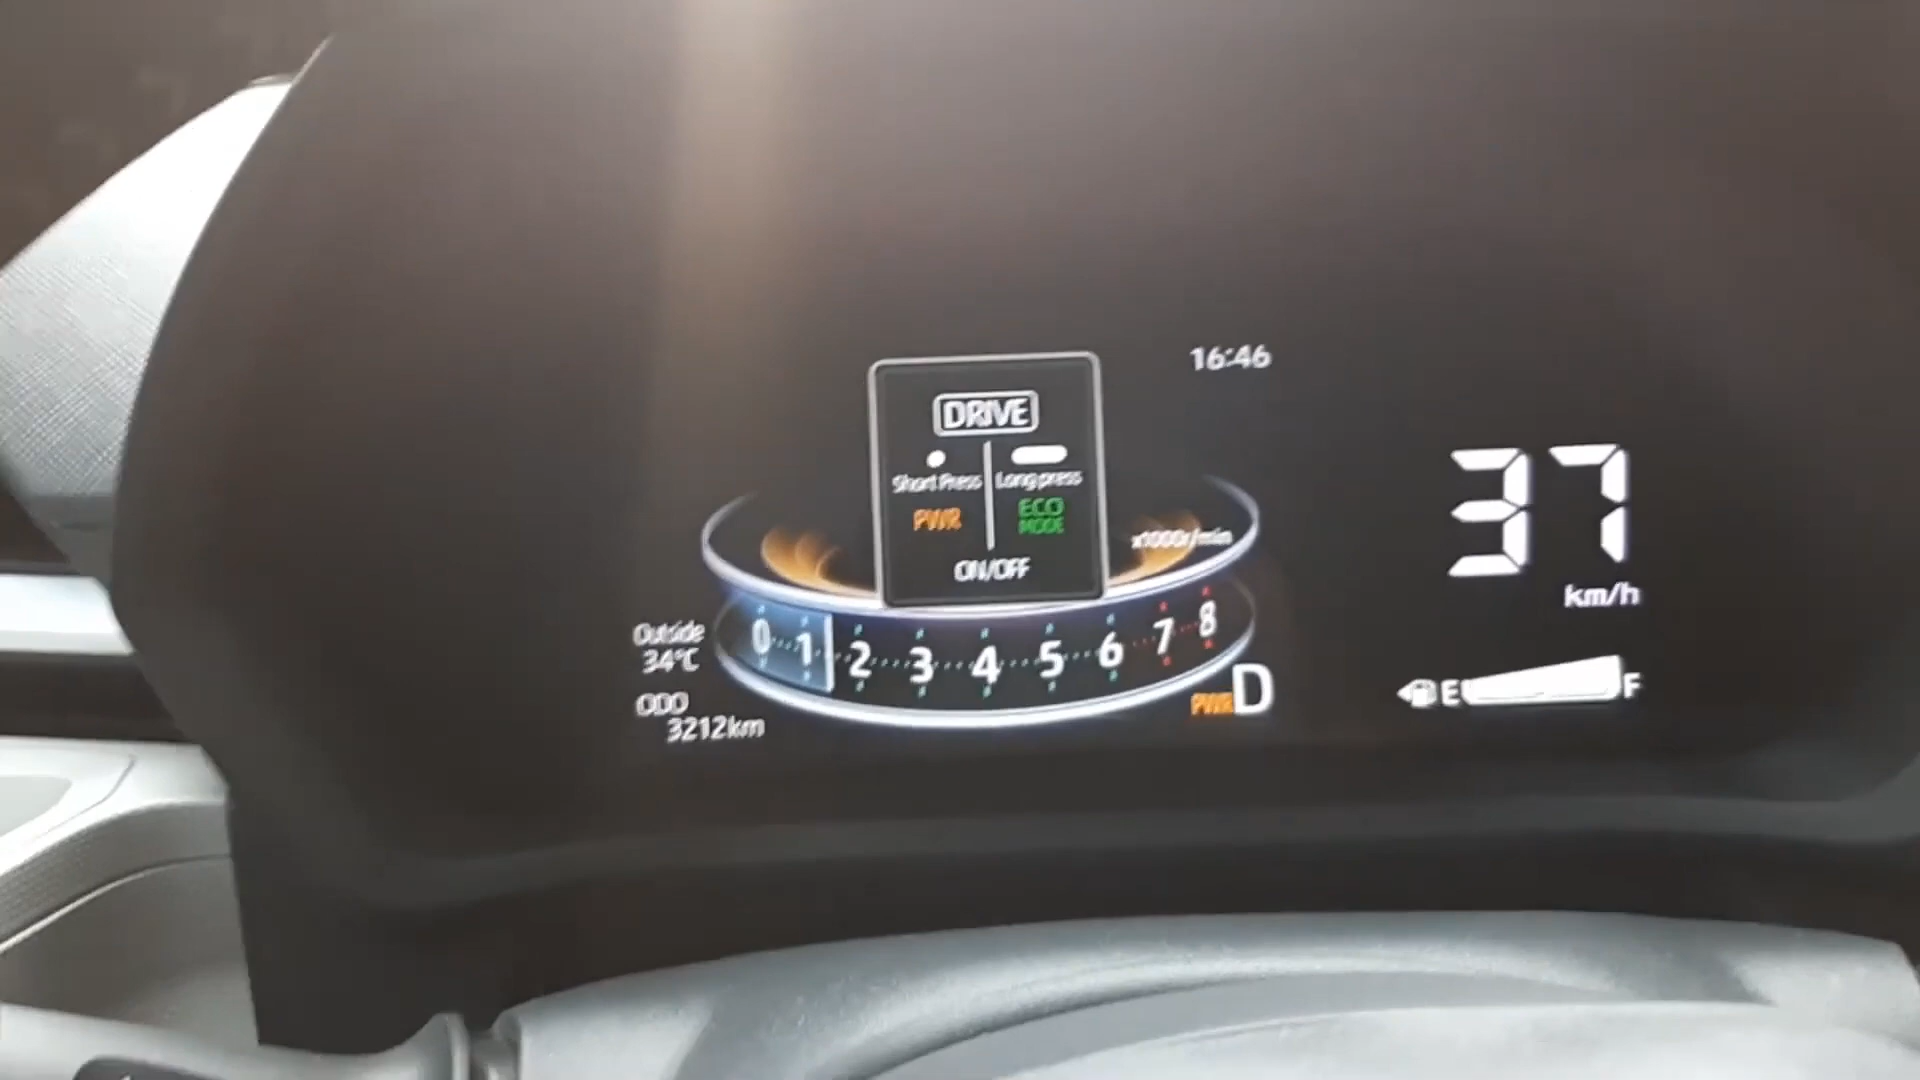 16:46
DRIVE
Short Press
Long press
PWR
ECO
MODE
ON/OFF
x1000r/min
37
km/h
0 1 2 3 4 5 6 7 8
Outside
34°C
ODO
3212km
PWR D
E F